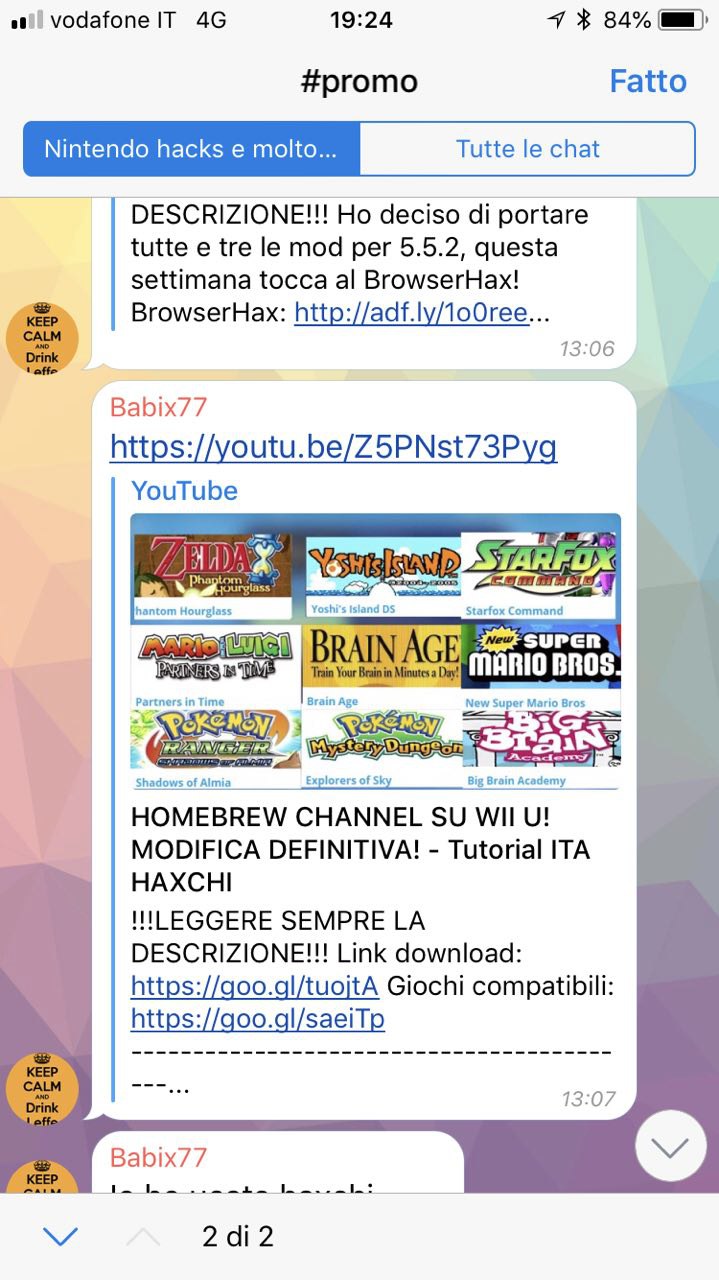 vodafone IT 4G 19:24 84%
#promo Fatto
Nintendo hacks e molto... Tutte le chat
DESCRIZIONE!!! Ho deciso di portare
tutte e tre le mod per 5.5.2, questa
settimana tocca al BrowserHax!
BrowserHax: http://adf.ly/1o0ree...
13:06
KEEP
CALM
AND
Drink
Leffe
Babix77
https://youtu.be/Z5PNst73Pyg
YouTube
ZELDA
Phantom
Hourglass
hantom Hourglass
YOSHI'S ISLAND
Yoshi's Island DS
STARFOX
COMMAND
Starfox Command
MARIO & LUIGI
PARTNERS IN TIME
Partners in Time
BRAIN AGE
Train Your Brain in Minutes a Day!
Brain Age
New SUPER
MARIO BROS.
New Super Mario Bros
POKéMON
RANGER
SHADOWS OF ALMIA
Shadows of Almia
POKéMON
Mystery Dungeon
Explorers of Sky
BIG
BRAIN
Academy
Big Brain Academy
HOMEBREW CHANNEL SU WII U!
MODIFICA DEFINITIVA! - Tutorial ITA
HAXCHI
!!!LEGGERE SEMPRE LA
DESCRIZIONE!!! Link download:
https://goo.gl/tuojtA Giochi compatibili:
https://goo.gl/saeiTp
---------------------------------------
---...
13:07
KEEP
CALM
AND
Drink
Leffe
Babix77
Io ho usato haxchi
KEEP
CALM
2 di 2